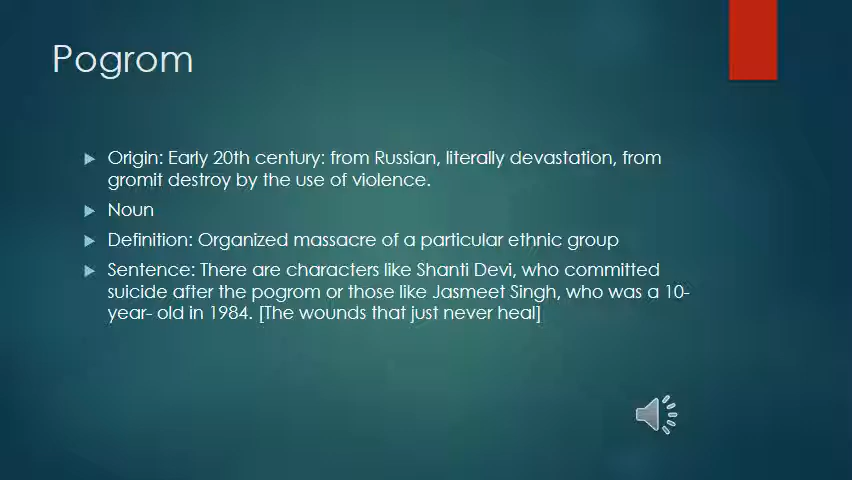 Pogrom
Origin: Early 20th century: from Russian, literally devastation, from
gromit destroy by the use of violence.
Noun
Definition: Organized massacre of a particular ethnic group
Sentence: There are characters like Shanti Devi, who committed
suicide after the pogrom or those like Jasmeet Singh, who was a 10-
year- old in 1984. [The wounds that just never heal]